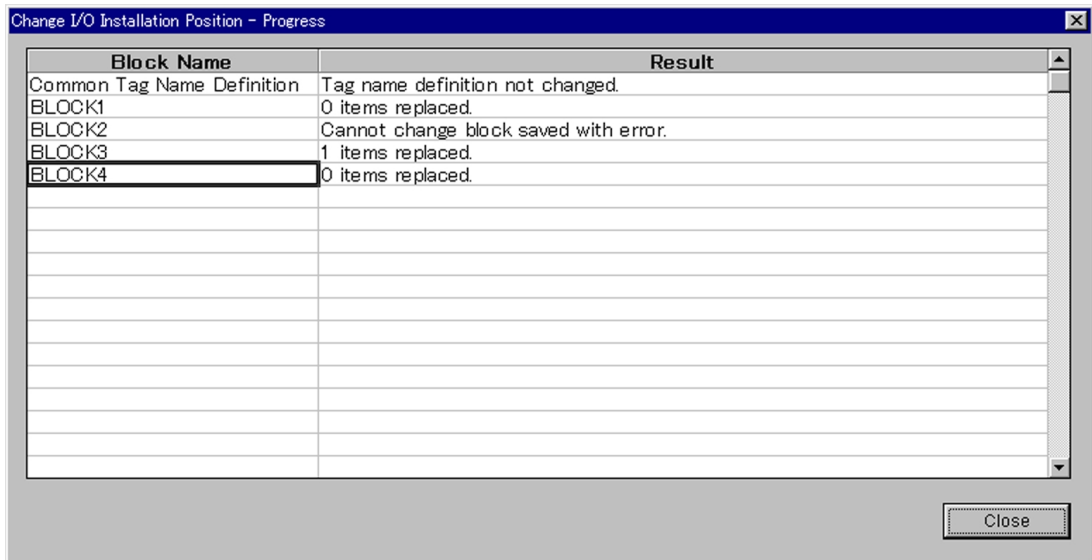 Change I/O Installation Position - Progress
Block Name Result
Common Tag Name Definition Tag name definition not changed.
BLOCK1 0 items replaced.
BLOCK2 Cannot change block saved with error.
BLOCK3 1 items replaced.
BLOCK4 0 items replaced.
Close